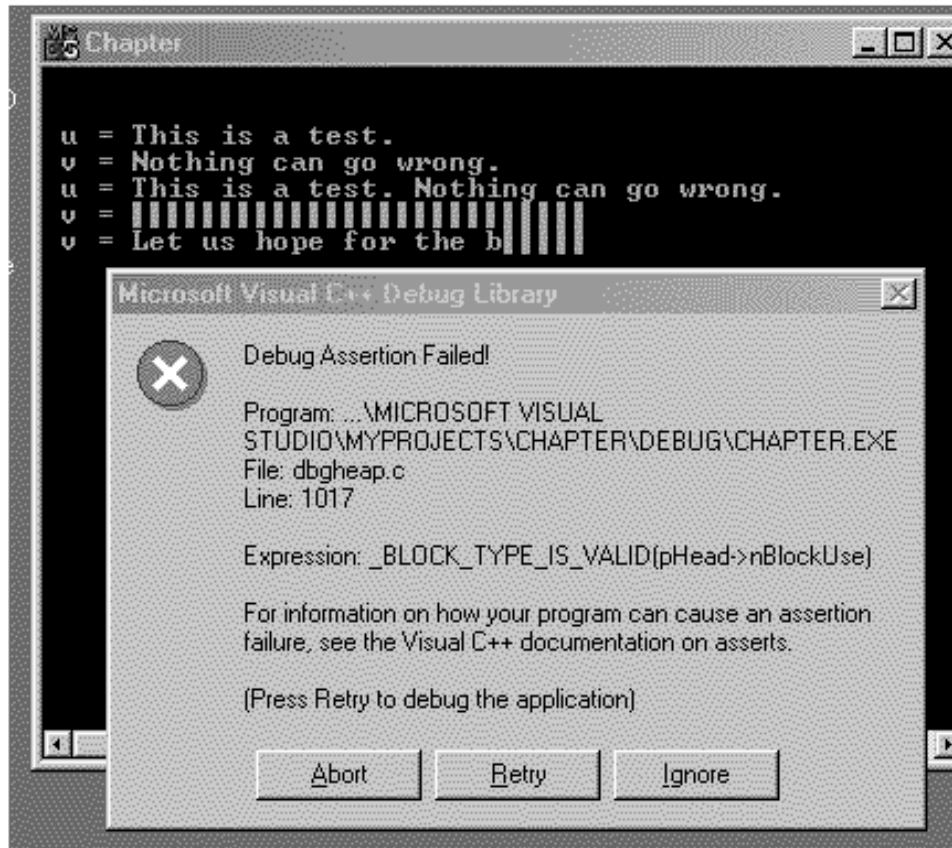 Chapter
u = This is a test.
v = Nothing can go wrong.
u = This is a test. Nothing can go wrong.
v =
v = Let us hope for the b
Microsoft Visual C++ Debug Library
Debug Assertion Failed!
Program: ...\MICROSOFT VISUAL
STUDIO\MYPROJECTS\CHAPTER\DEBUG\CHAPTER.EXE
File: dbgheap.c
Line: 1017
Expression: _BLOCK_TYPE_IS_VALID(pHead->nBlockUse)
For information on how your program can cause an assertion
failure, see the Visual C++ documentation on asserts.
(Press Retry to debug the application)
Abort
Retry
Ignore